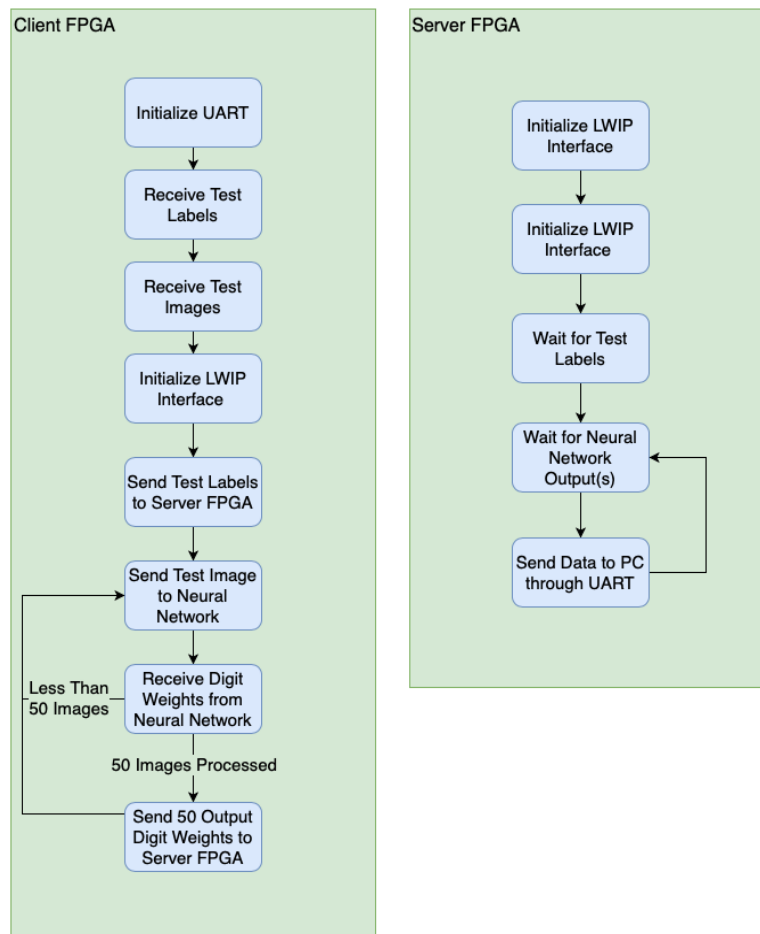 Client FPGA
Initialize UART
Receive Test
Labels
Receive Test
Images
Initialize LWIP
Interface
Send Test Labels
to Server FPGA
Send Test Image
to Neural
Network
Receive Digit
Weights from
Neural Network
Less Than
50 Images
50 Images Processed
Send 50 Output
Digit Weights to
Server FPGA
Server FPGA
Initialize LWIP
Interface
Initialize LWIP
Interface
Wait for Test
Labels
Wait for Neural
Network
Output(s)
Send Data to PC
through UART